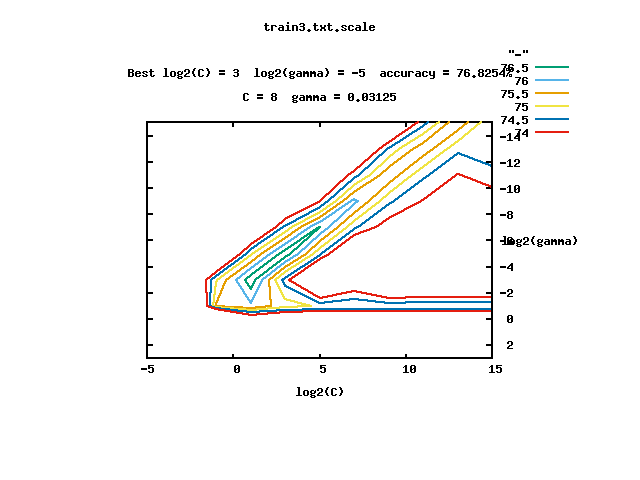 train3.txt.scale
"-"
Best log2(C) = 3 log2(gamma) = -5 accuracy = 76.8254%
76.5
76
75.5
75
74.5
74
C = 8 gamma = 0.03125
-14
-12
-10
-8
-6
log2(gamma)
-4
-2
0
2
-5 0 5 10 15
log2(C)